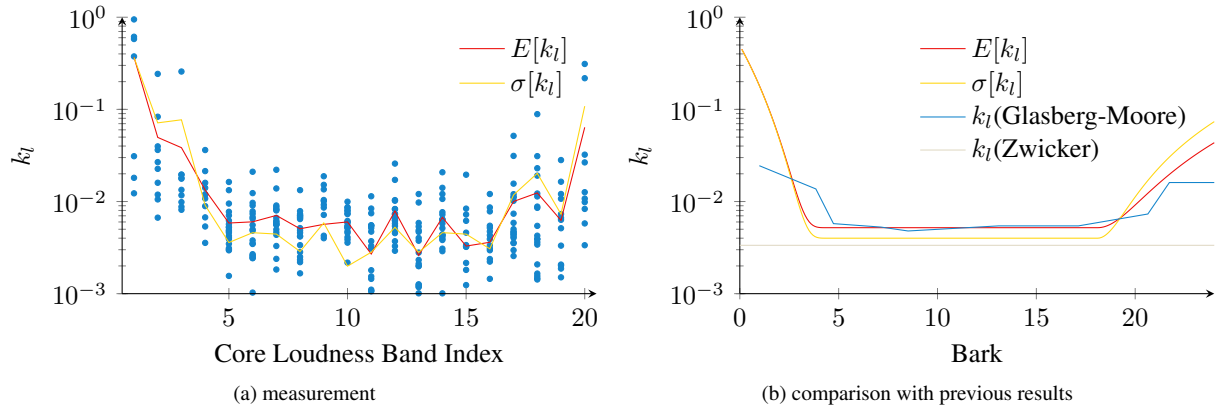 10^0
10^{-1}
10^{-2}
10^{-3}
k_l
E[k_l]
σ[k_l]
5 10 15 20
Core Loudness Band Index
(a) measurement
10^0
10^{-1}
10^{-2}
10^{-3}
k_l
E[k_l]
σ[k_l]
k_l(Glasberg-Moore)
k_l(Zwicker)
0 5 10 15 20
Bark
(b) comparison with previous results